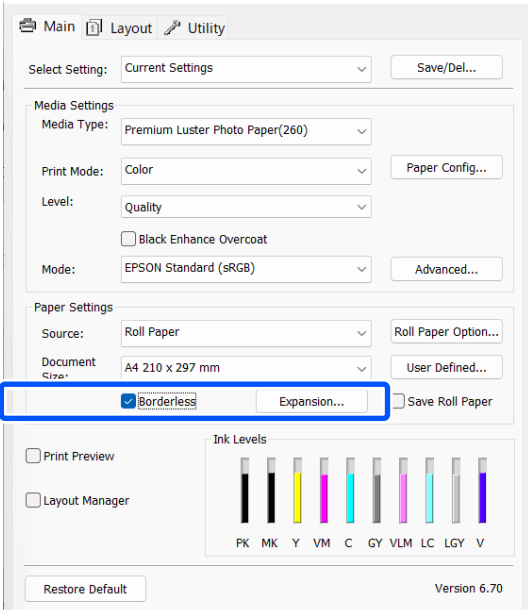 Main Layout Utility
Select Setting: Current Settings Save/Del...
Media Settings
Media Type: Premium Luster Photo Paper(260)
Print Mode: Color Paper Config...
Level: Quality
Black Enhance Overcoat
Mode: EPSON Standard (sRGB) Advanced...
Paper Settings
Source: Roll Paper Roll Paper Option...
Document
Size: A4 210 x 297 mm User Defined...
Borderless Expansion... Save Roll Paper
Ink Levels
Print Preview
Layout Manager
PK MK Y VM C GY VLM LC LGY V
Restore Default Version 6.70